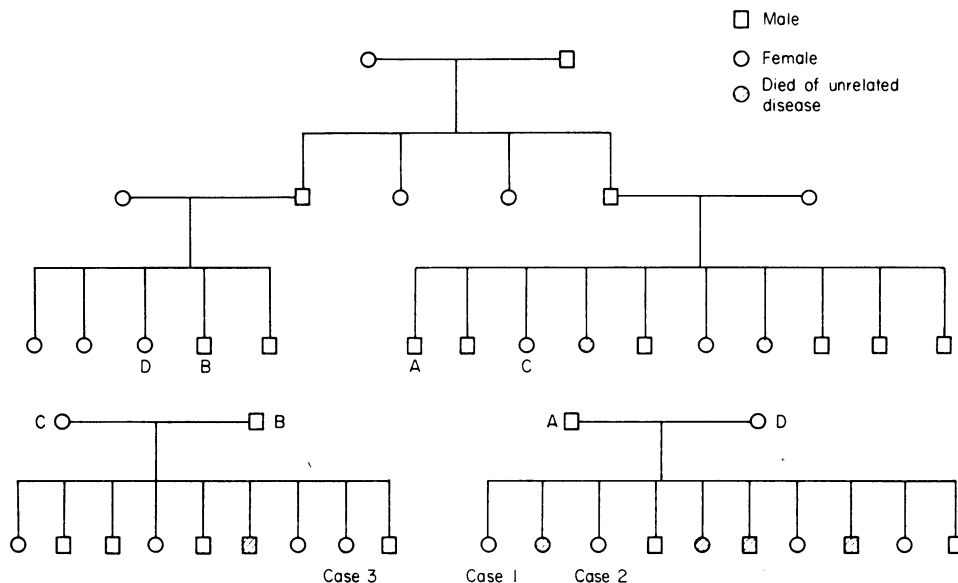 Male
Female
Died of unrelated
disease
D B A C
C B A D
Case 3 Case 1 Case 2